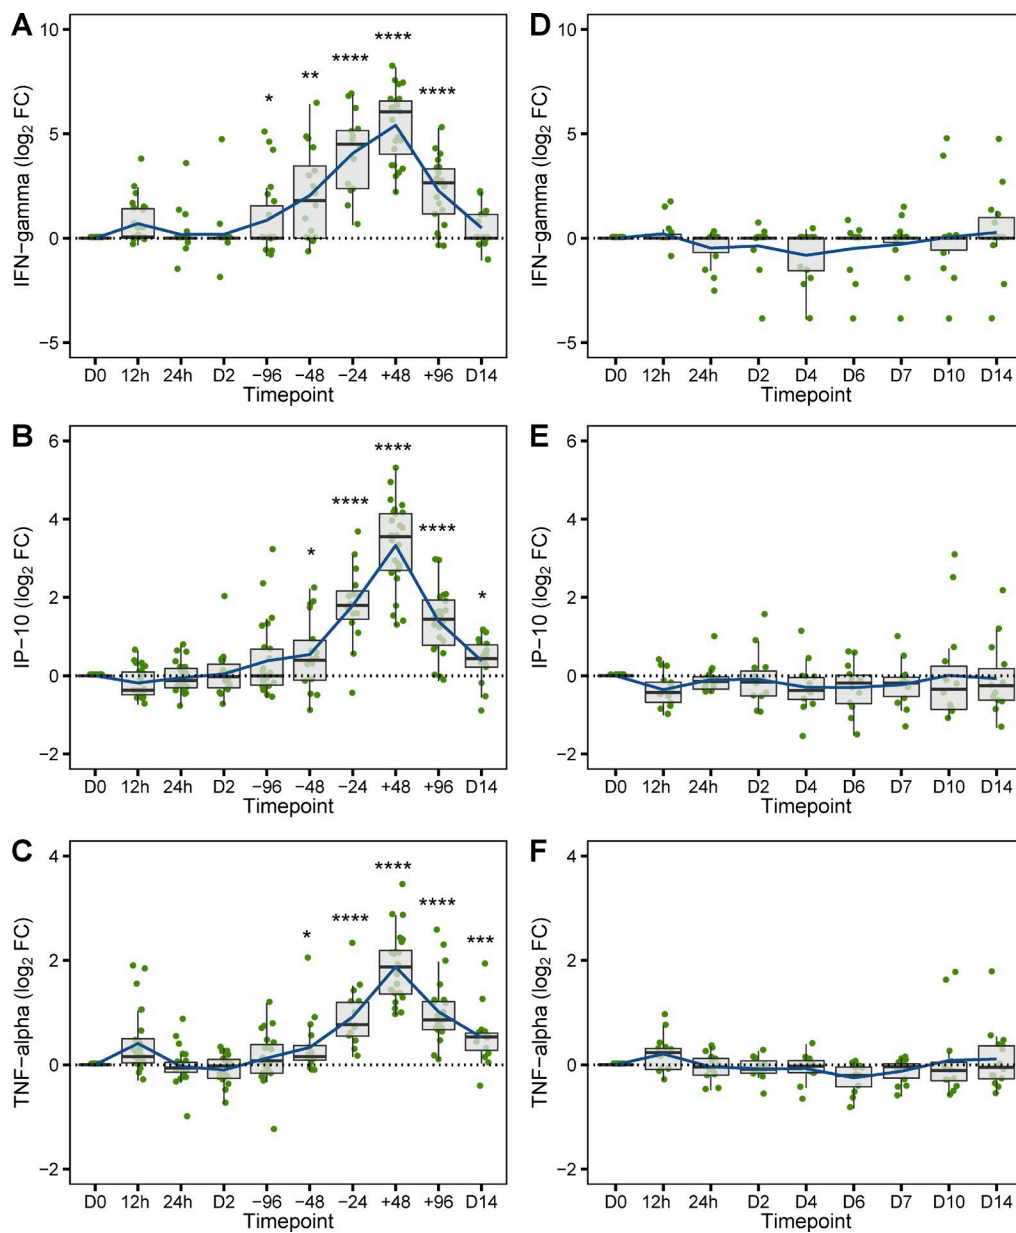 A
IFN-gamma (log2 FC)
10
5
0
−5
* ** **** **** ****
D0 12h 24h D2 −96 −48 −24 +48 +96 D14
Timepoint
D
IFN-gamma (log2 FC)
10
5
0
−5
D0 12h 24h D2 D4 D6 D7 D10 D14
Timepoint
B
IP-10 (log2 FC)
6
4
2
0
−2
* **** **** **** *
D0 12h 24h D2 −96 −48 −24 +48 +96 D14
Timepoint
E
IP-10 (log2 FC)
6
4
2
0
−2
D0 12h 24h D2 D4 D6 D7 D10 D14
Timepoint
C
TNF-alpha (log2 FC)
4
2
0
−2
* **** **** **** ***
D0 12h 24h D2 −96 −48 −24 +48 +96 D14
Timepoint
F
TNF-alpha (log2 FC)
4
2
0
−2
D0 12h 24h D2 D4 D6 D7 D10 D14
Timepoint